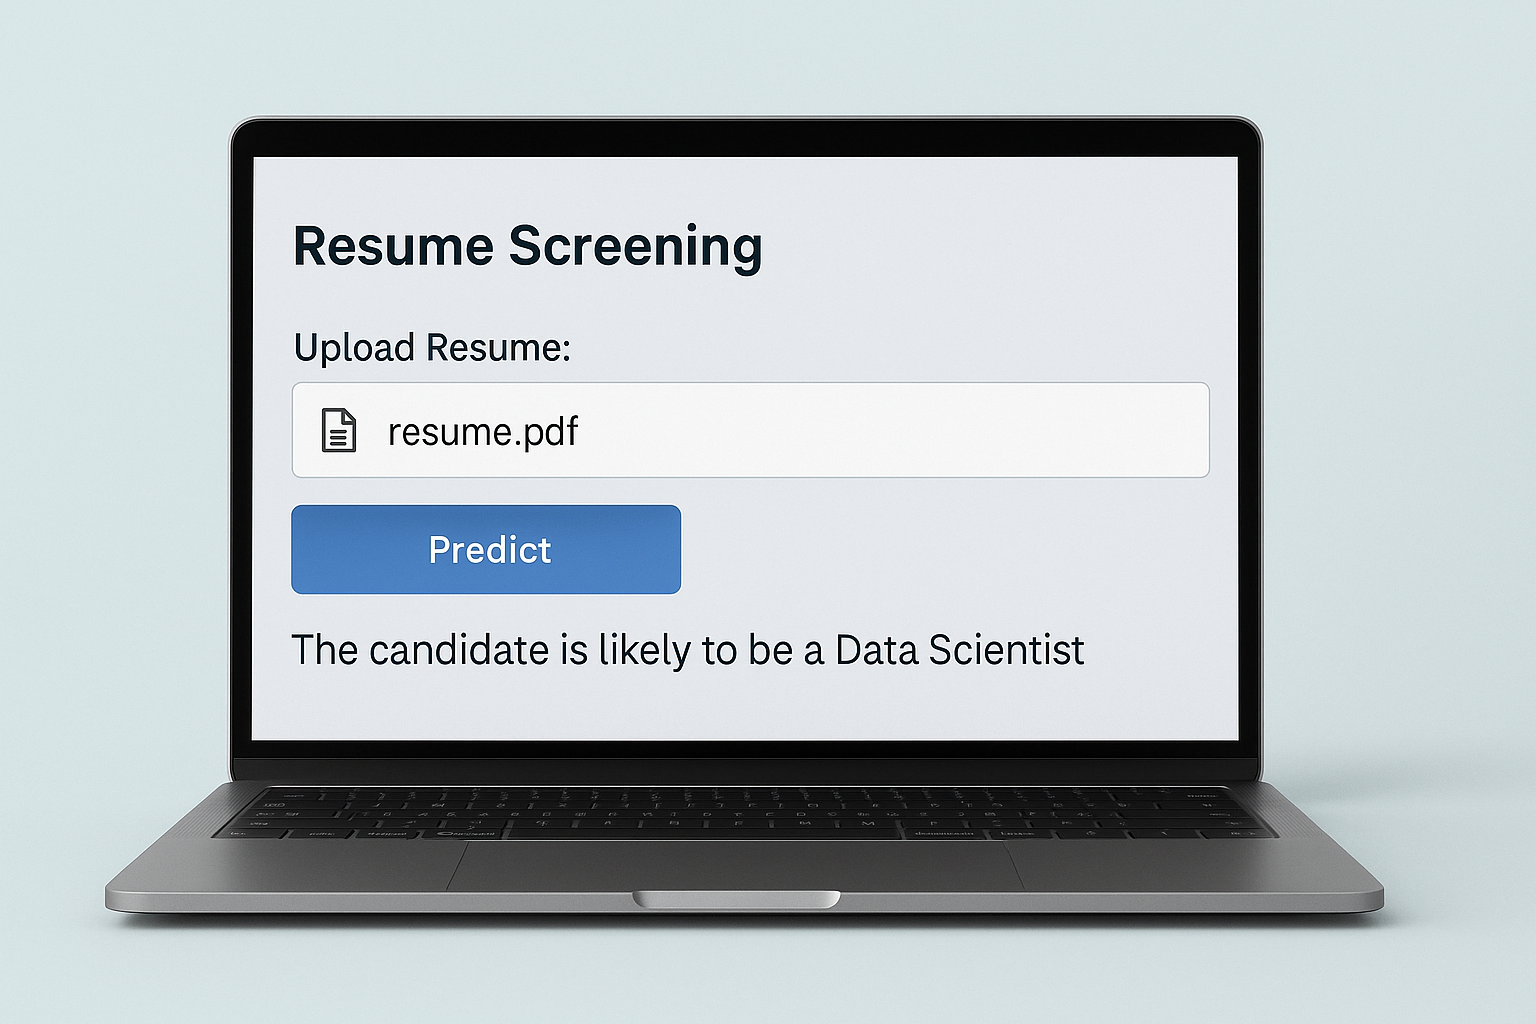 Resume Screening
Upload Resume:
resume.pdf
Predict
The candidate is likely to be a Data Scientist